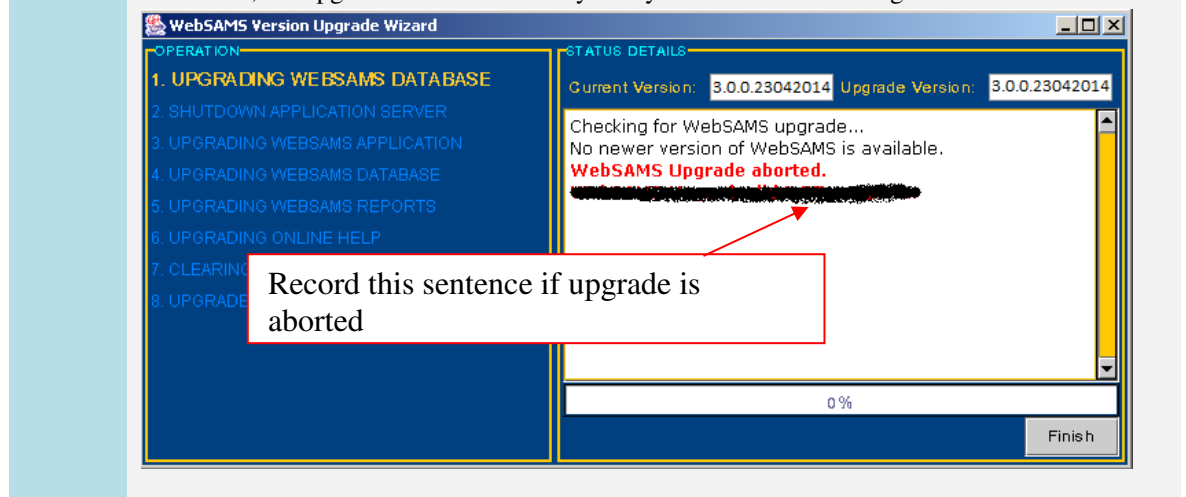 WebSAMS Version Upgrade Wizard
OPERATION
1. UPGRADING WEBSAMS DATABASE
2. SHUTDOWN APPLICATION SERVER
3. UPGRADING WEBSAMS APPLICATION
4. UPGRADING WEBSAMS DATABASE
5. UPGRADING WEBSAMS REPORTS
6. UPGRADING ONLINE HELP
7. CLEARING
8. UPGRADE
STATUS DETAILS
Current Version: 3.0.0.23042014 Upgrade Version: 3.0.0.23042014
Checking for WebSAMS upgrade...
No newer version of WebSAMS is available.
WebSAMS Upgrade aborted.
Record this sentence if upgrade is
aborted
0%
Finish